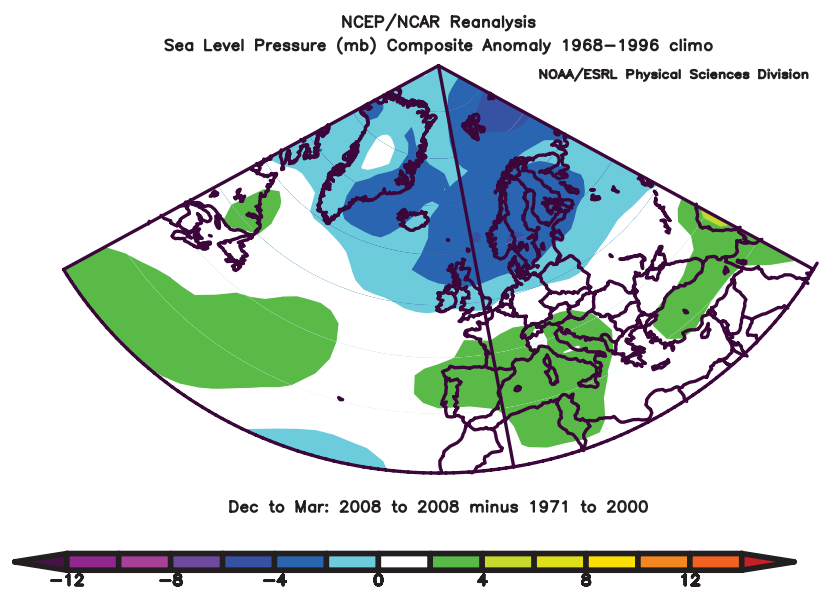 NCEP/NCAR Reanalysis
Sea Level Pressure (mb) Composite Anomaly 1968-1996 climo
NOAA/ESRL Physical Sciences Division
Dec to Mar: 2008 to 2008 minus 1971 to 2000
-12 -8 -4 0 4 8 12